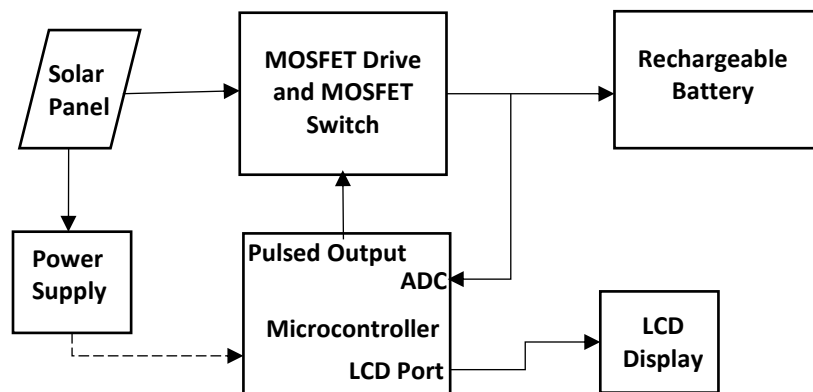 Solar
Panel
MOSFET Drive
and MOSFET
Switch
Rechargeable
Battery
Power
Supply
Pulsed Output
ADC
Microcontroller
LCD Port
LCD
Display